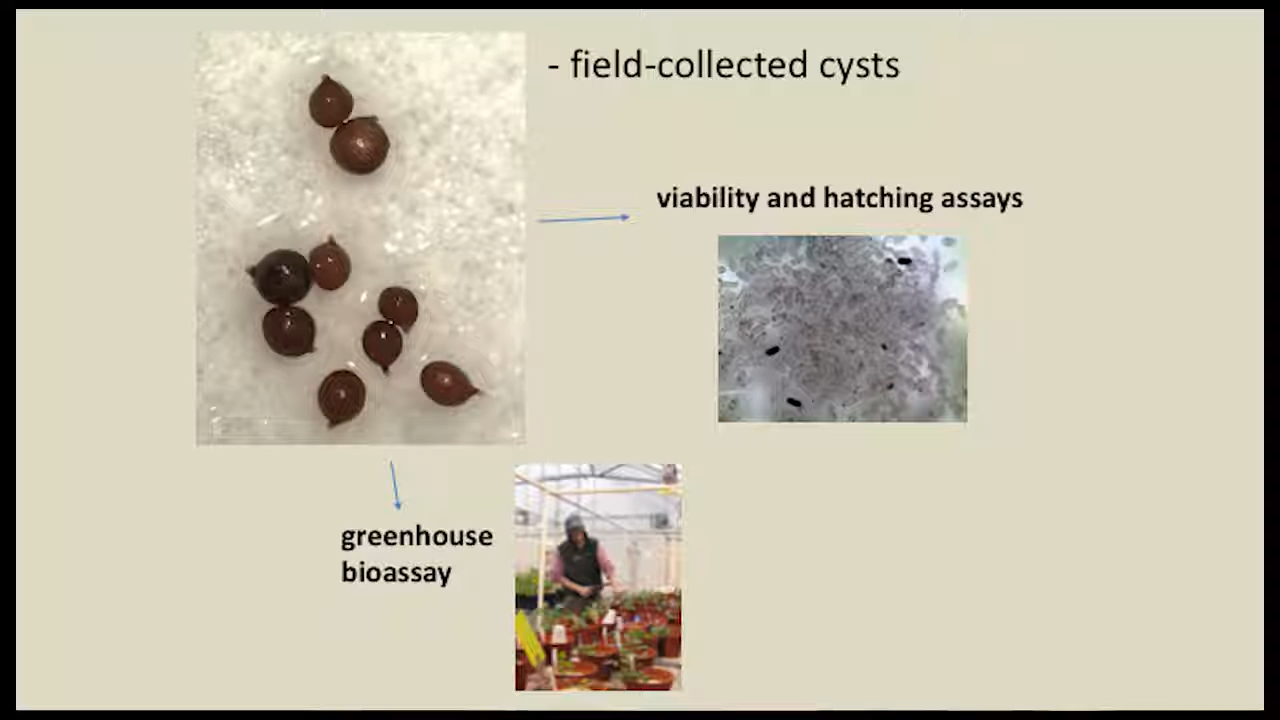 - field-collected cysts
viability and hatching assays
greenhouse
bioassay